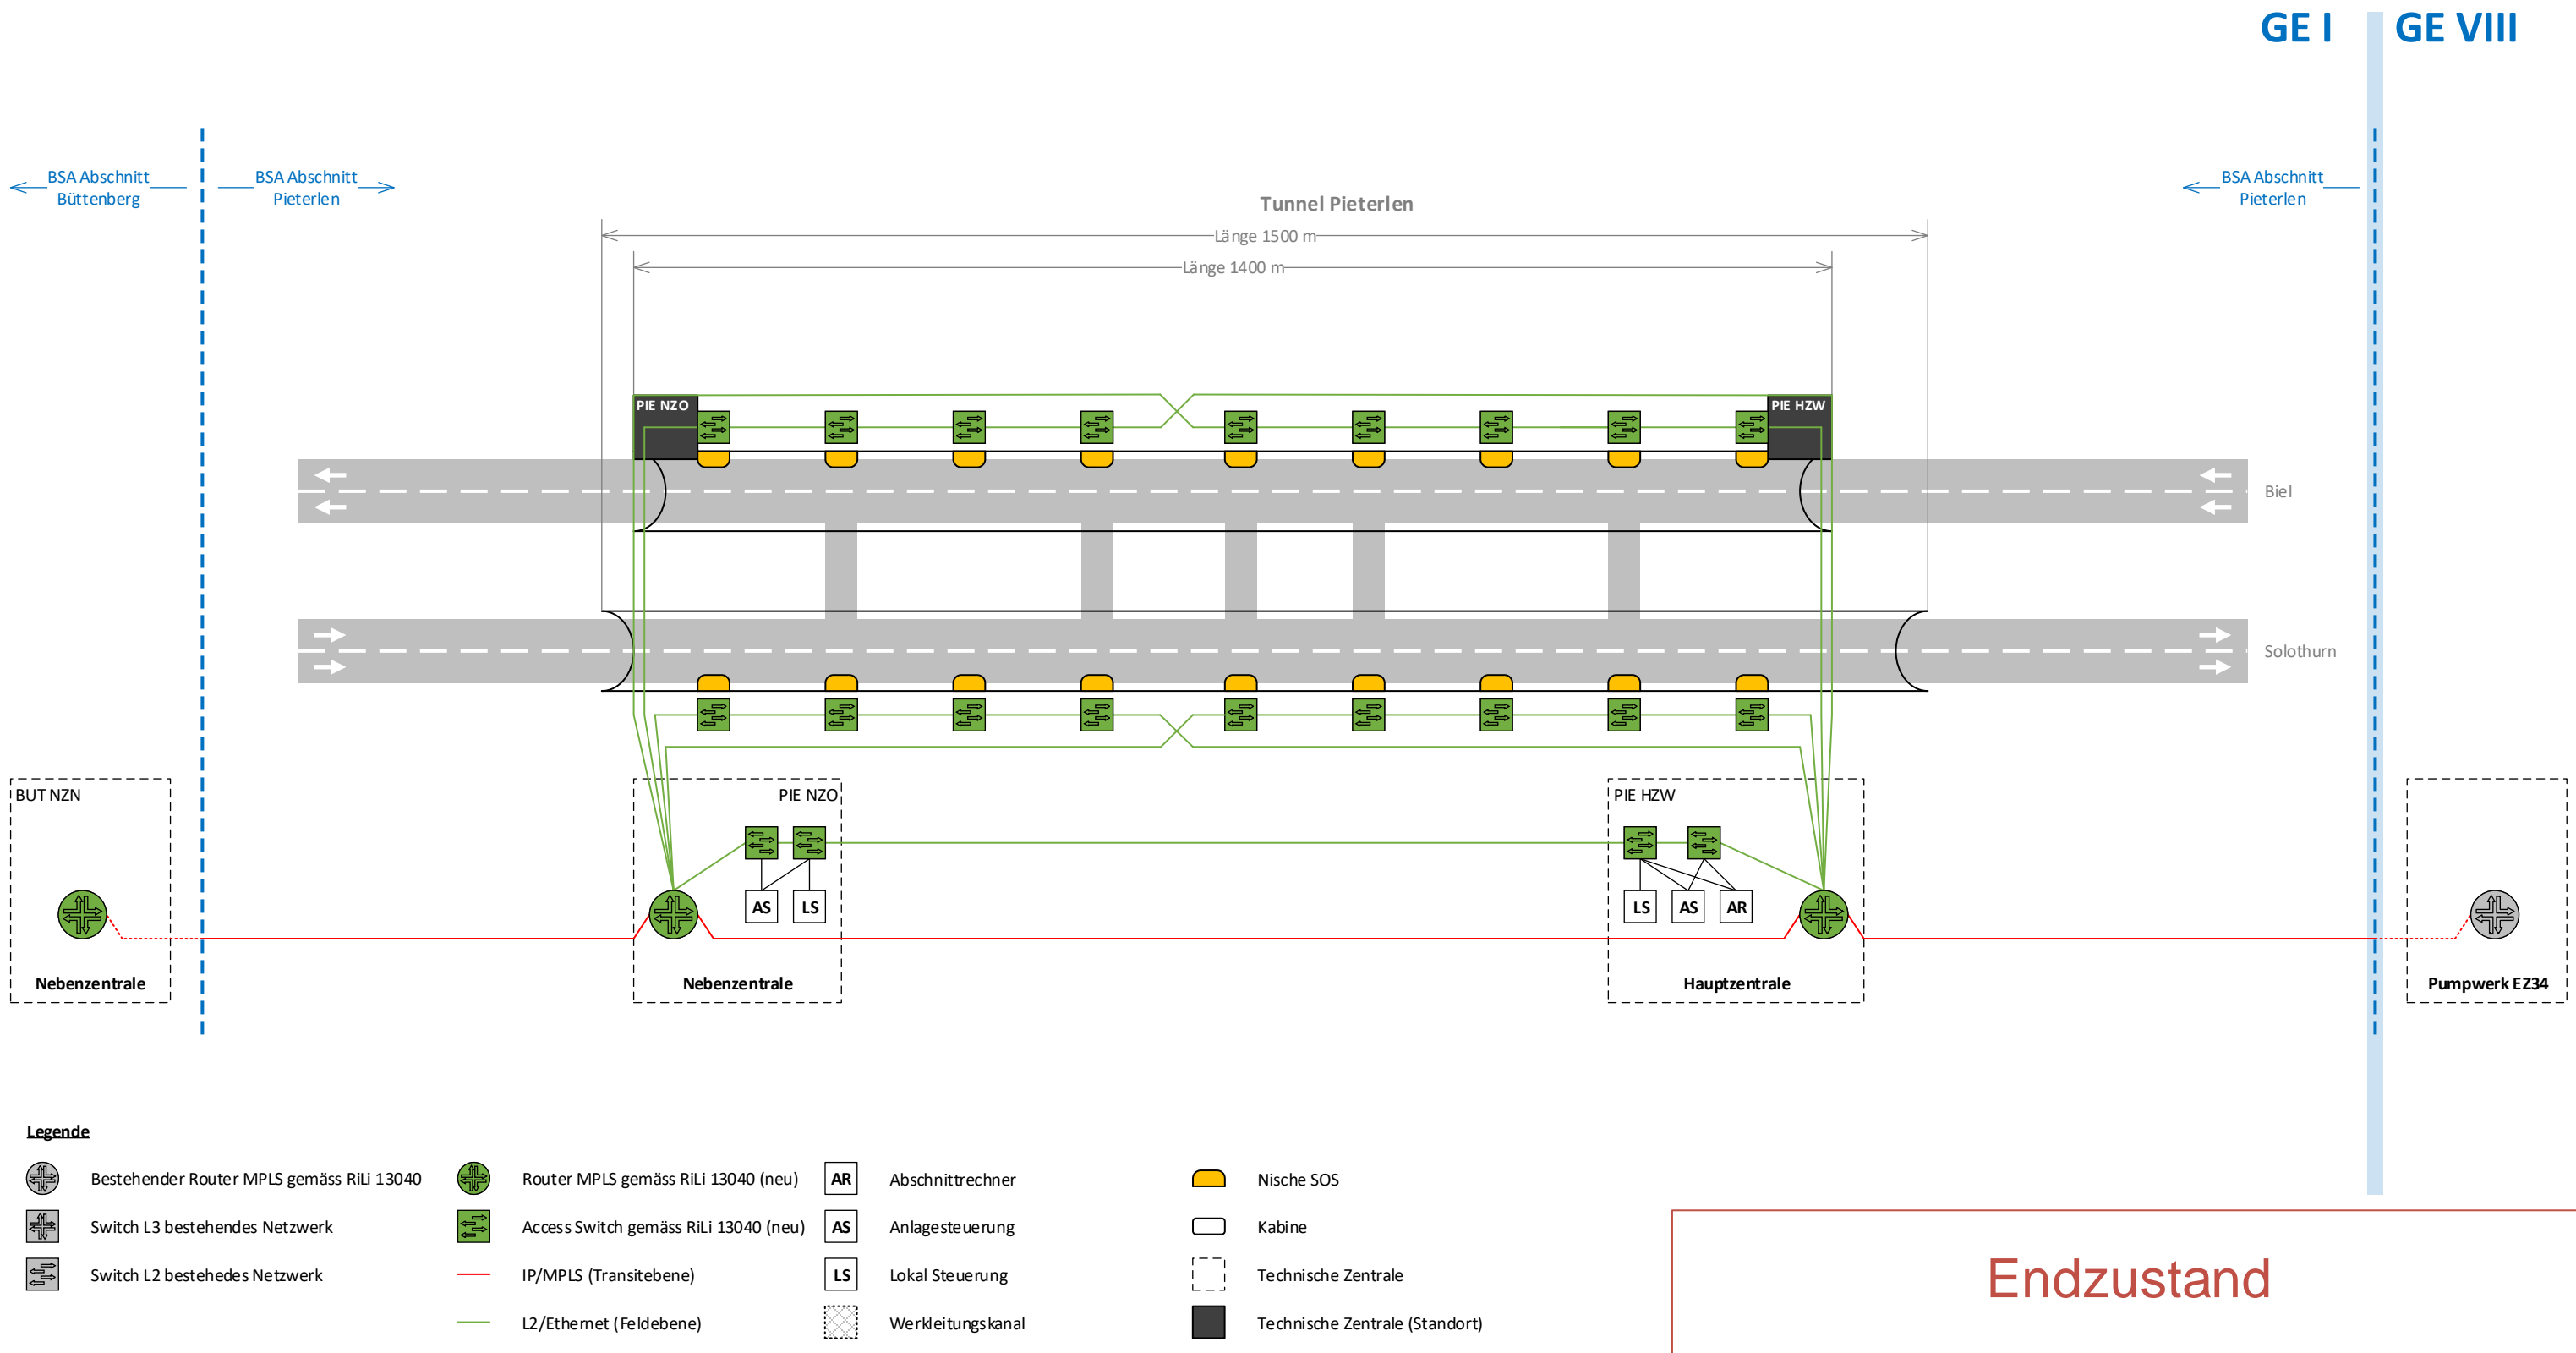 GE I
GE VIII
BSA Abschnitt
Büttenberg
BSA Abschnitt
Pieterlen
BSA Abschnitt
Pieterlen
Tunnel Pieterlen
Länge 1500 m
Länge 1400 m
PIE NZO
PIE HZW
Biel
Solothurn
BUT NZN
PIE NZO
PIE HZW
AS
LS
LS
AS
AR
Nebenzentrale
Nebenzentrale
Hauptzentrale
Pumpwerk EZ34
Legende
Bestehender Router MPLS gemäss RiLi 13040
Switch L3 bestehendes Netzwerk
Switch L2 bestehedes Netzwerk
Router MPLS gemäss RiLi 13040 (neu)
Access Switch gemäss RiLi 13040 (neu)
IP/MPLS (Transitebene)
L2/Ethernet (Feldebene)
AR Abschnittrechner
AS Anlagesteuerung
LS Lokal Steuerung
Werkleitungskanal
Nische SOS
Kabine
Technische Zentrale
Technische Zentrale (Standort)
Endzustand